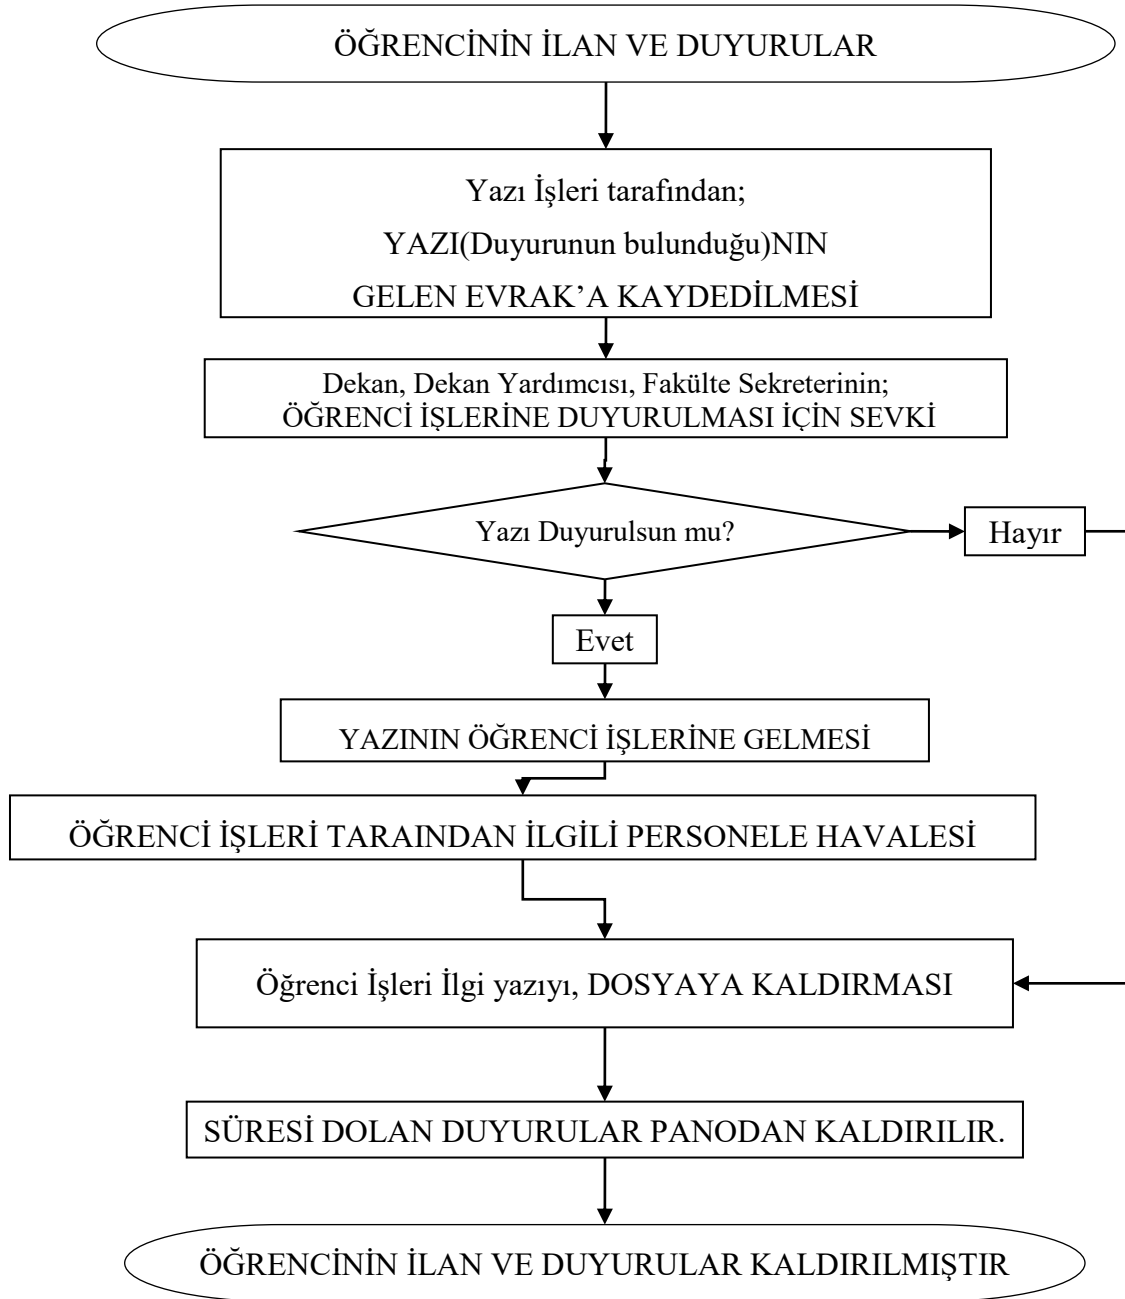 ÖĞRENCİNİN İLAN VE DUYURULAR
Yazı İşleri tarafından;
YAZI(Duyurunun bulunduğu)NIN
GELEN EVRAK’A KAYDEDİLMESİ
Dekan, Dekan Yardımcısı, Fakülte Sekreterinin;
ÖĞRENCİ İŞLERİNE DUYURULMASI İÇİN SEVKİ
Yazı Duyurulsun mu?
Hayır
Evet
YAZININ ÖĞRENCİ İŞLERİNE GELMESİ
ÖĞRENCİ İŞLERİ TARAINDAN İLGİLİ PERSONELE HAVALESİ
Öğrenci İşleri İlgi yazıyı, DOSYAYA KALDIRMASI
SÜRESİ DOLAN DUYURULAR PANODAN KALDIRILIR.
ÖĞRENCİNİN İLAN VE DUYURULAR KALDIRILMIŞTIR